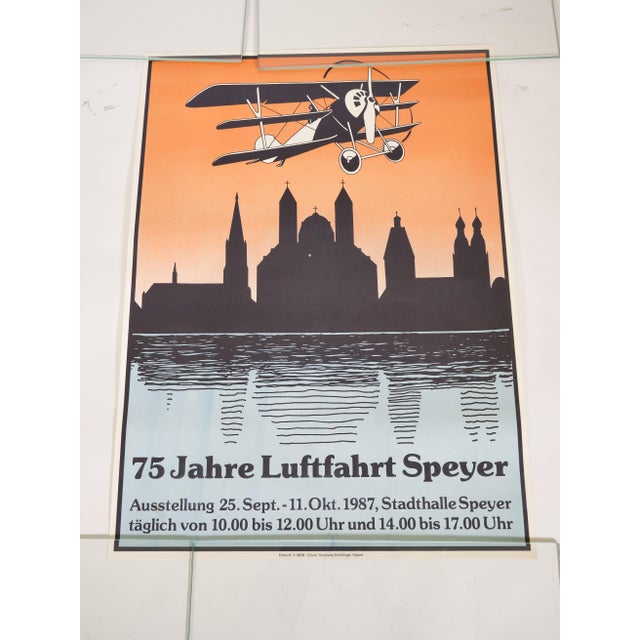 75 Jahre Luftfahrt Speyer
Ausstellung 25. Sept. - 11. Okt. 1987, Stadthalle Speyer
täglich von 10.00 bis 12.00 Uhr und 14.00 bis 17.00 Uhr